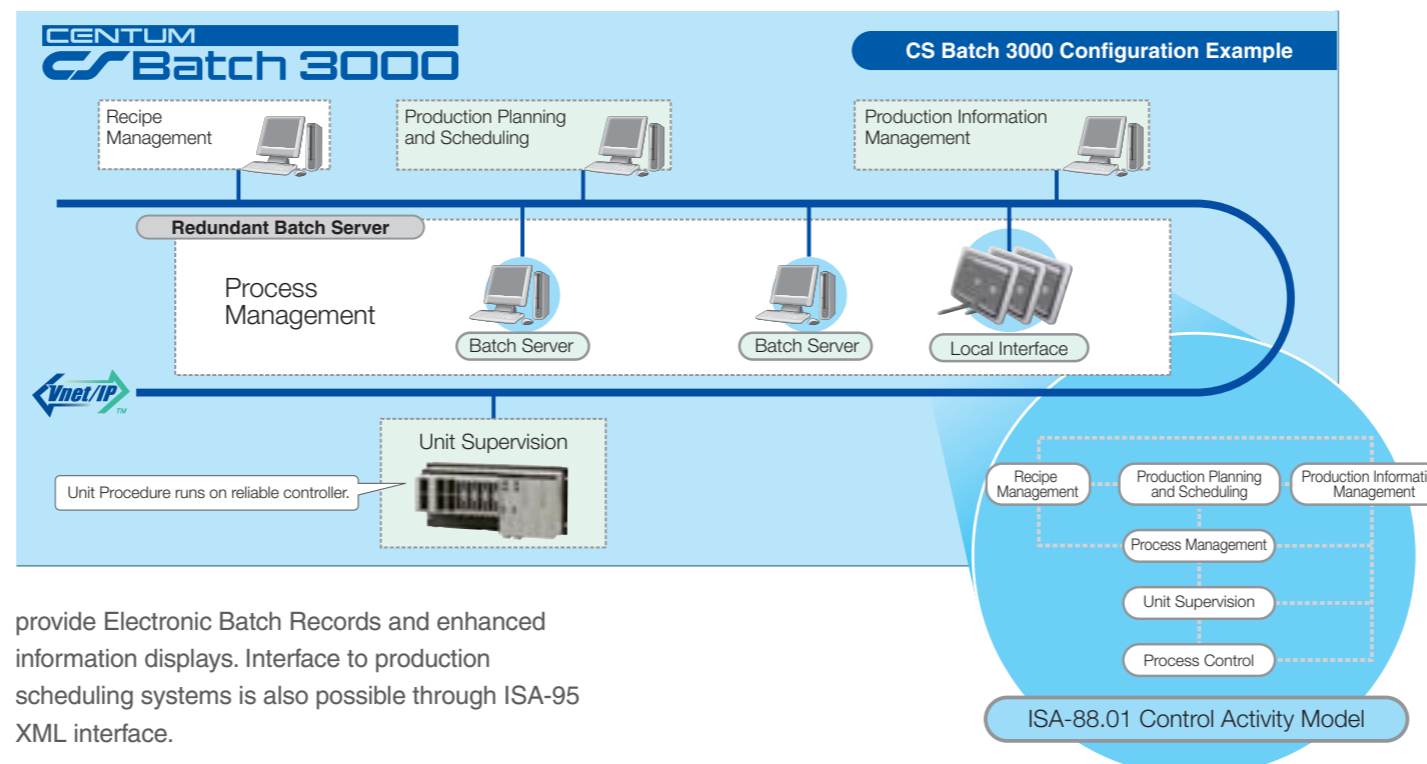 CENTUM
CS Batch 3000
CS Batch 3000 Configuration Example
Recipe
Management
Production Planning
and Scheduling
Production Information
Management
Redundant Batch Server
Process
Management
Batch Server
Batch Server
Local Interface
Vnet/IP
TM
Unit Supervision
Unit Procedure runs on reliable controller.
Recipe
Management
Production Planning
and Scheduling
Production Informati
Management
Process Management
Unit Supervision
Process Control
ISA-88.01 Control Activity Model
provide Electronic Batch Records and enhanced
information displays. Interface to production
scheduling systems is also possible through ISA-95
XML interface.